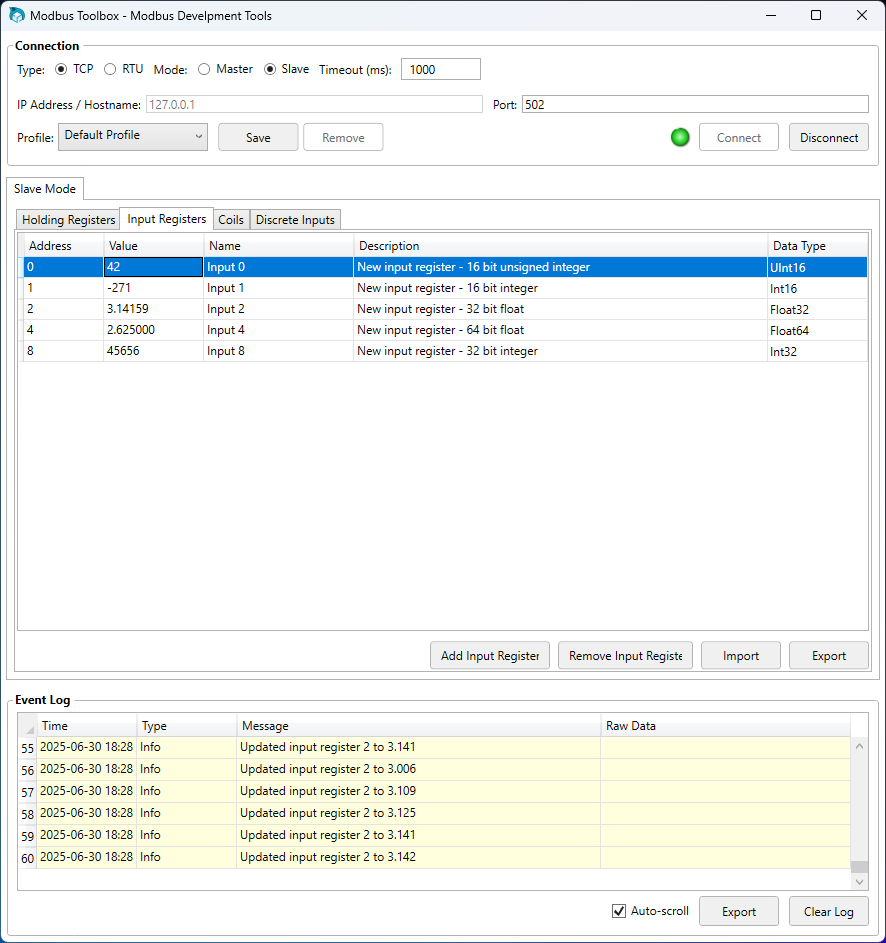 Modbus Toolbox - Modbus Develpment Tools
Connection
Type: TCP RTU Mode: Master Slave Timeout (ms): 1000
IP Address / Hostname: 127.0.0.1 Port: 502
Profile: Default Profile Save Remove Connect Disconnect
Slave Mode
Holding Registers Input Registers Coils Discrete Inputs
Address Value Name Description Data Type
0 42 Input 0 New input register - 16 bit unsigned integer UInt16
1 -271 Input 1 New input register - 16 bit integer Int16
2 3.14159 Input 2 New input register - 32 bit float Float32
4 2.625000 Input 4 New input register - 64 bit float Float64
8 45656 Input 8 New input register - 32 bit integer Int32
Add Input Register Remove Input Registe Import Export
Event Log
Time Type Message Raw Data
55 2025-06-30 18:28 Info Updated input register 2 to 3.141
56 2025-06-30 18:28 Info Updated input register 2 to 3.006
57 2025-06-30 18:28 Info Updated input register 2 to 3.109
58 2025-06-30 18:28 Info Updated input register 2 to 3.125
59 2025-06-30 18:28 Info Updated input register 2 to 3.141
60 2025-06-30 18:28 Info Updated input register 2 to 3.142
Auto-scroll Export Clear Log